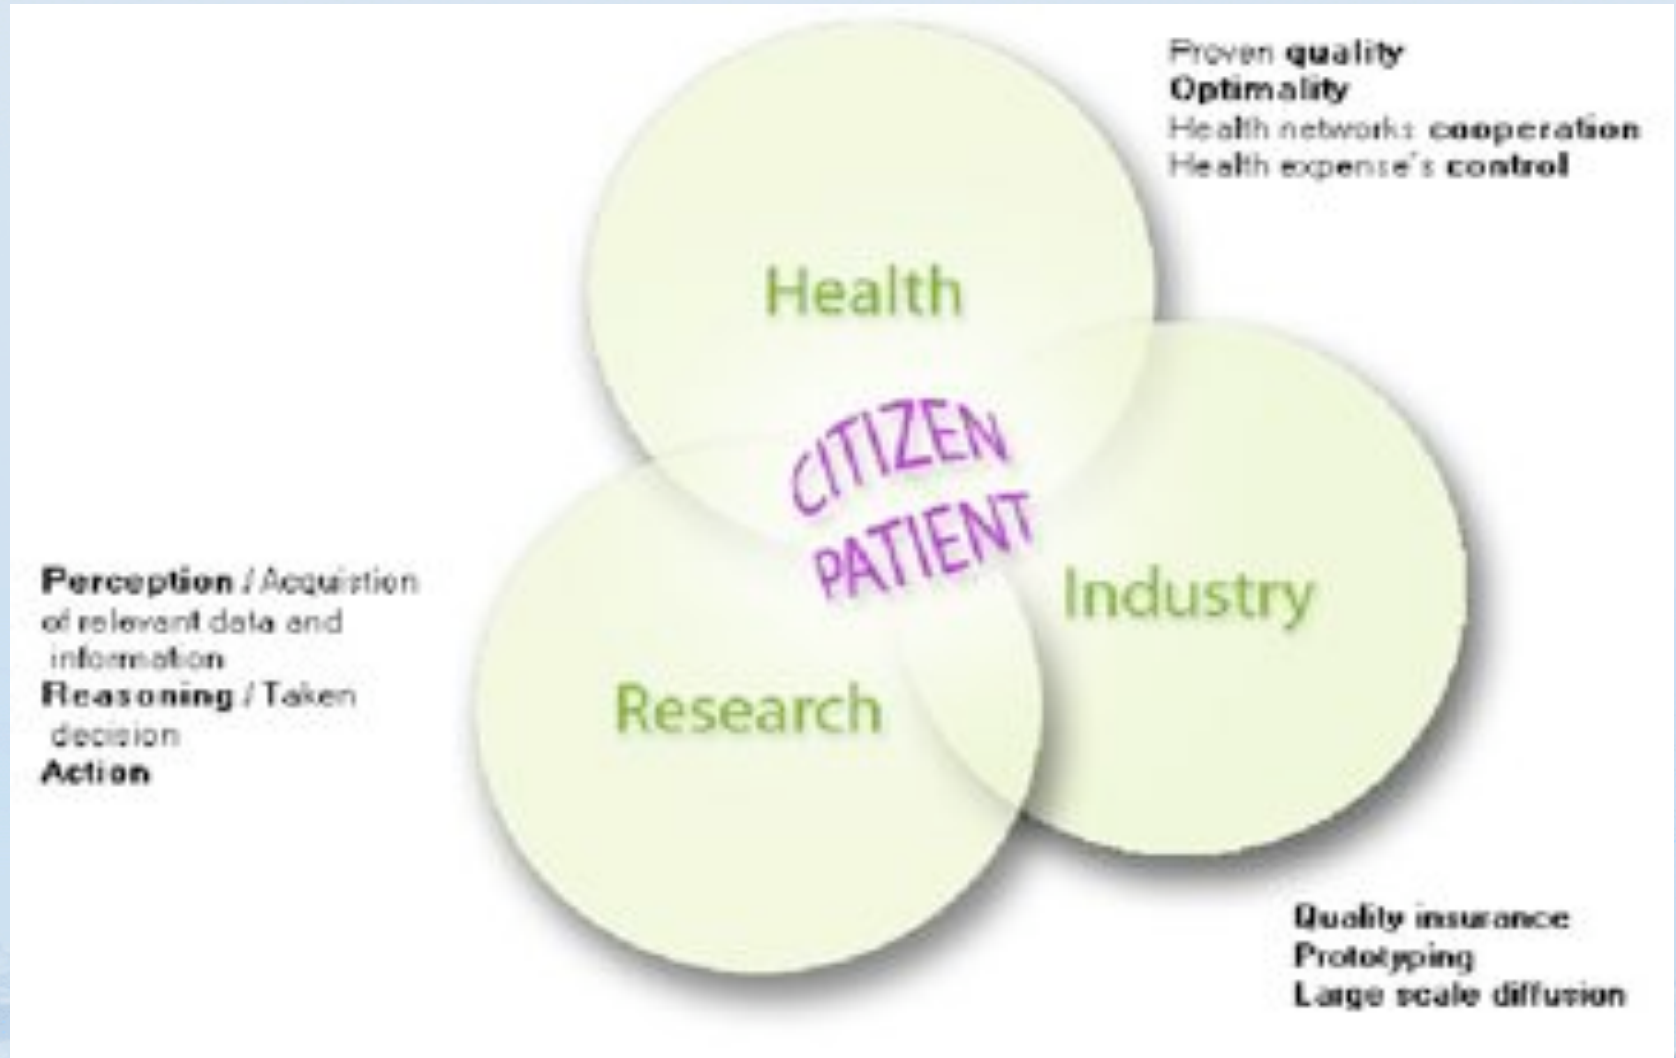 Proven quality
Optimality
Health networks cooperation
Health expense's control
Health
CITIZEN
PATIENT
Industry
Research
Perception / Acquistion
of relevant data and
information
Reasoning / Taken
decision
Action
Quality insurance
Prototyping
Large scale diffusion